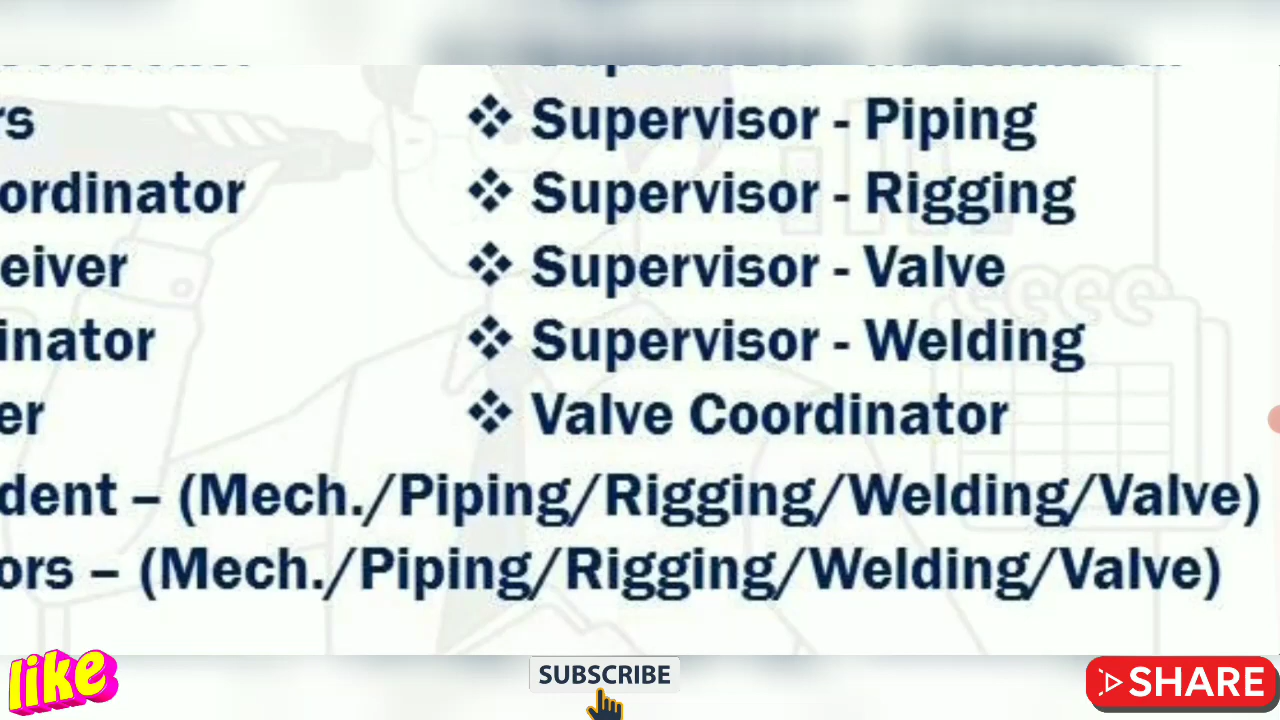 rs
ordinator
eiver
inator
er
❖ Supervisor - Piping
❖ Supervisor - Rigging
❖ Supervisor - Valve
❖ Supervisor - Welding
❖ Valve Coordinator
dent – (Mech./Piping/Rigging/Welding/Valve)
ors – (Mech./Piping/Rigging/Welding/Valve)
like
SUBSCRIBE
SHARE